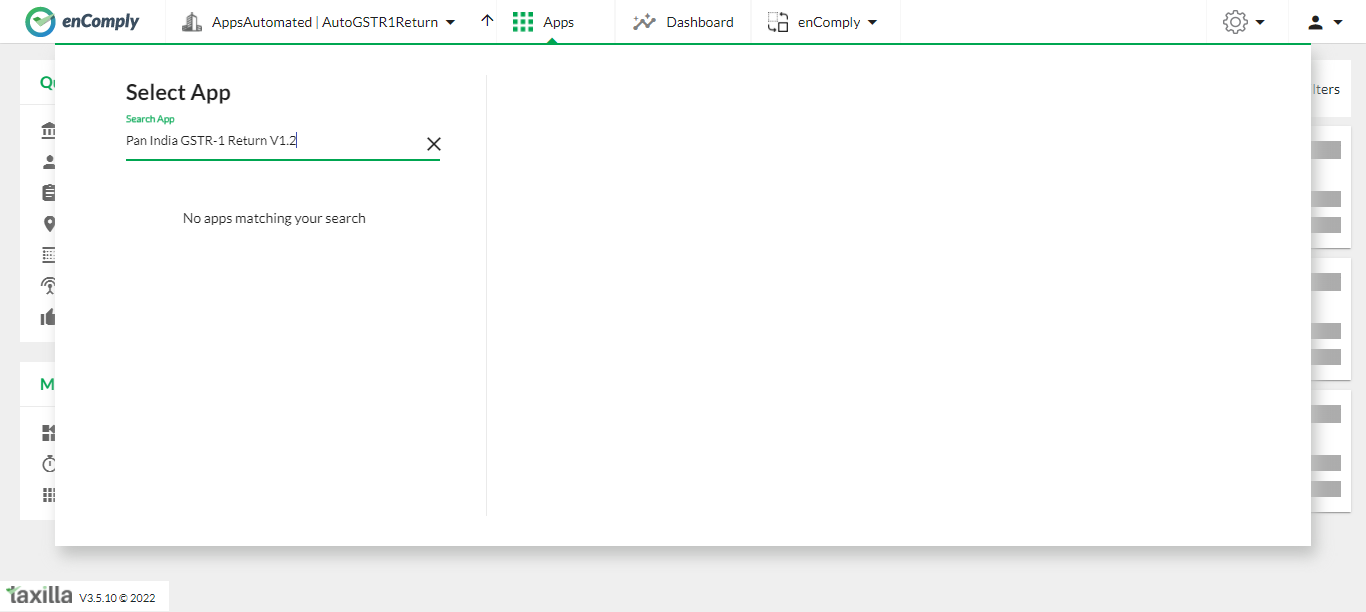 enComply AppsAutomated | AutoGSTR1Return Apps Dashboard enComply
Select App
Search App
Pan India GSTR-1 Return V1.2
No apps matching your search
Qu
M
lters
taxilla V3.5.10 © 2022